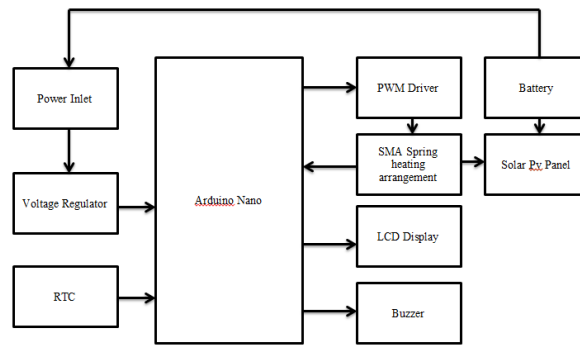 Power Inlet
PWM Driver
Battery
SMA Spring
heating
arrangement
Solar Pv Panel
Voltage Regulator
Arduino Nano
LCD Display
RTC
Buzzer